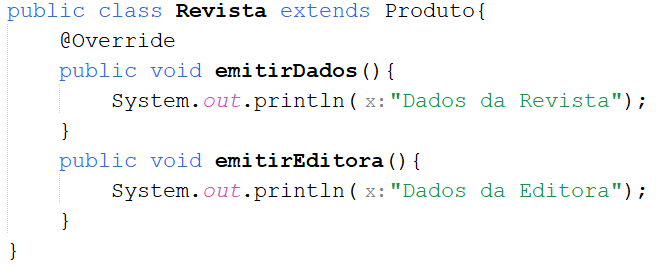 public class Revista extends Produto{
@Override
public void emitirDados(){
System.out.println( x:"Dados da Revista");
}
public void emitirEditora(){
System.out.println( x:"Dados da Editora");
}
}